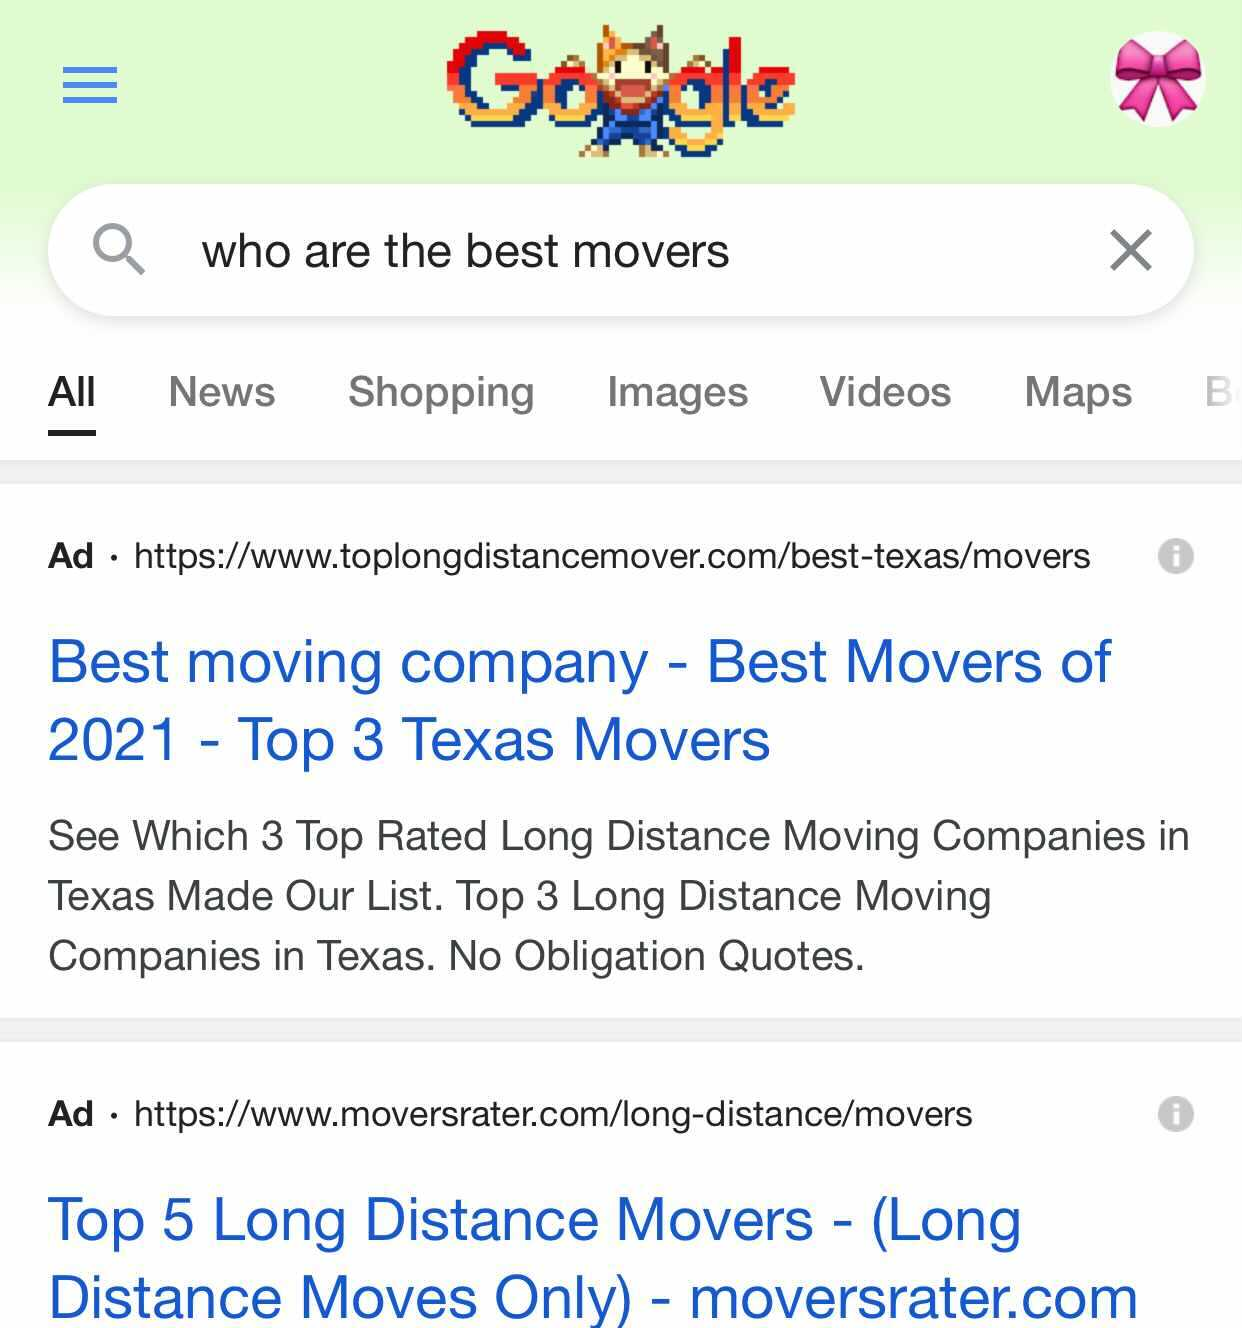 Google
who are the best movers
All News Shopping Images Videos Maps
Ad · https://www.toplongdistancemover.com/best-texas/movers
Best moving company - Best Movers of
2021 - Top 3 Texas Movers
See Which 3 Top Rated Long Distance Moving Companies in
Texas Made Our List. Top 3 Long Distance Moving
Companies in Texas. No Obligation Quotes.
Ad · https://www.moversrater.com/long-distance/movers
Top 5 Long Distance Movers - (Long
Distance Moves Only) - moversrater.com